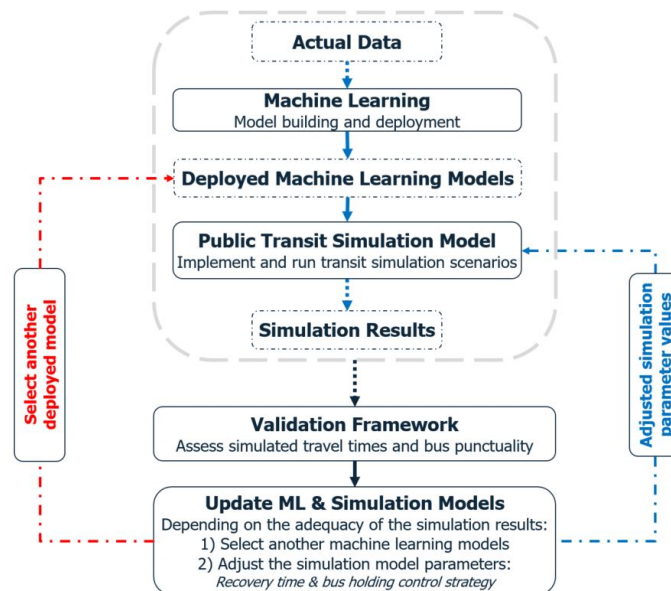 Actual Data
Machine Learning
Model building and deployment
Deployed Machine Learning Models
Public Transit Simulation Model
Implement and run transit simulation scenarios
Simulation Results
Select another
deployed model
Adjusted simulation
parameter values
Validation Framework
Assess simulated travel times and bus punctuality
Update ML & Simulation Models
Depending on the adequacy of the simulation results:
1) Select another machine learning models
2) Adjust the simulation model parameters:
Recovery time & bus holding control strategy